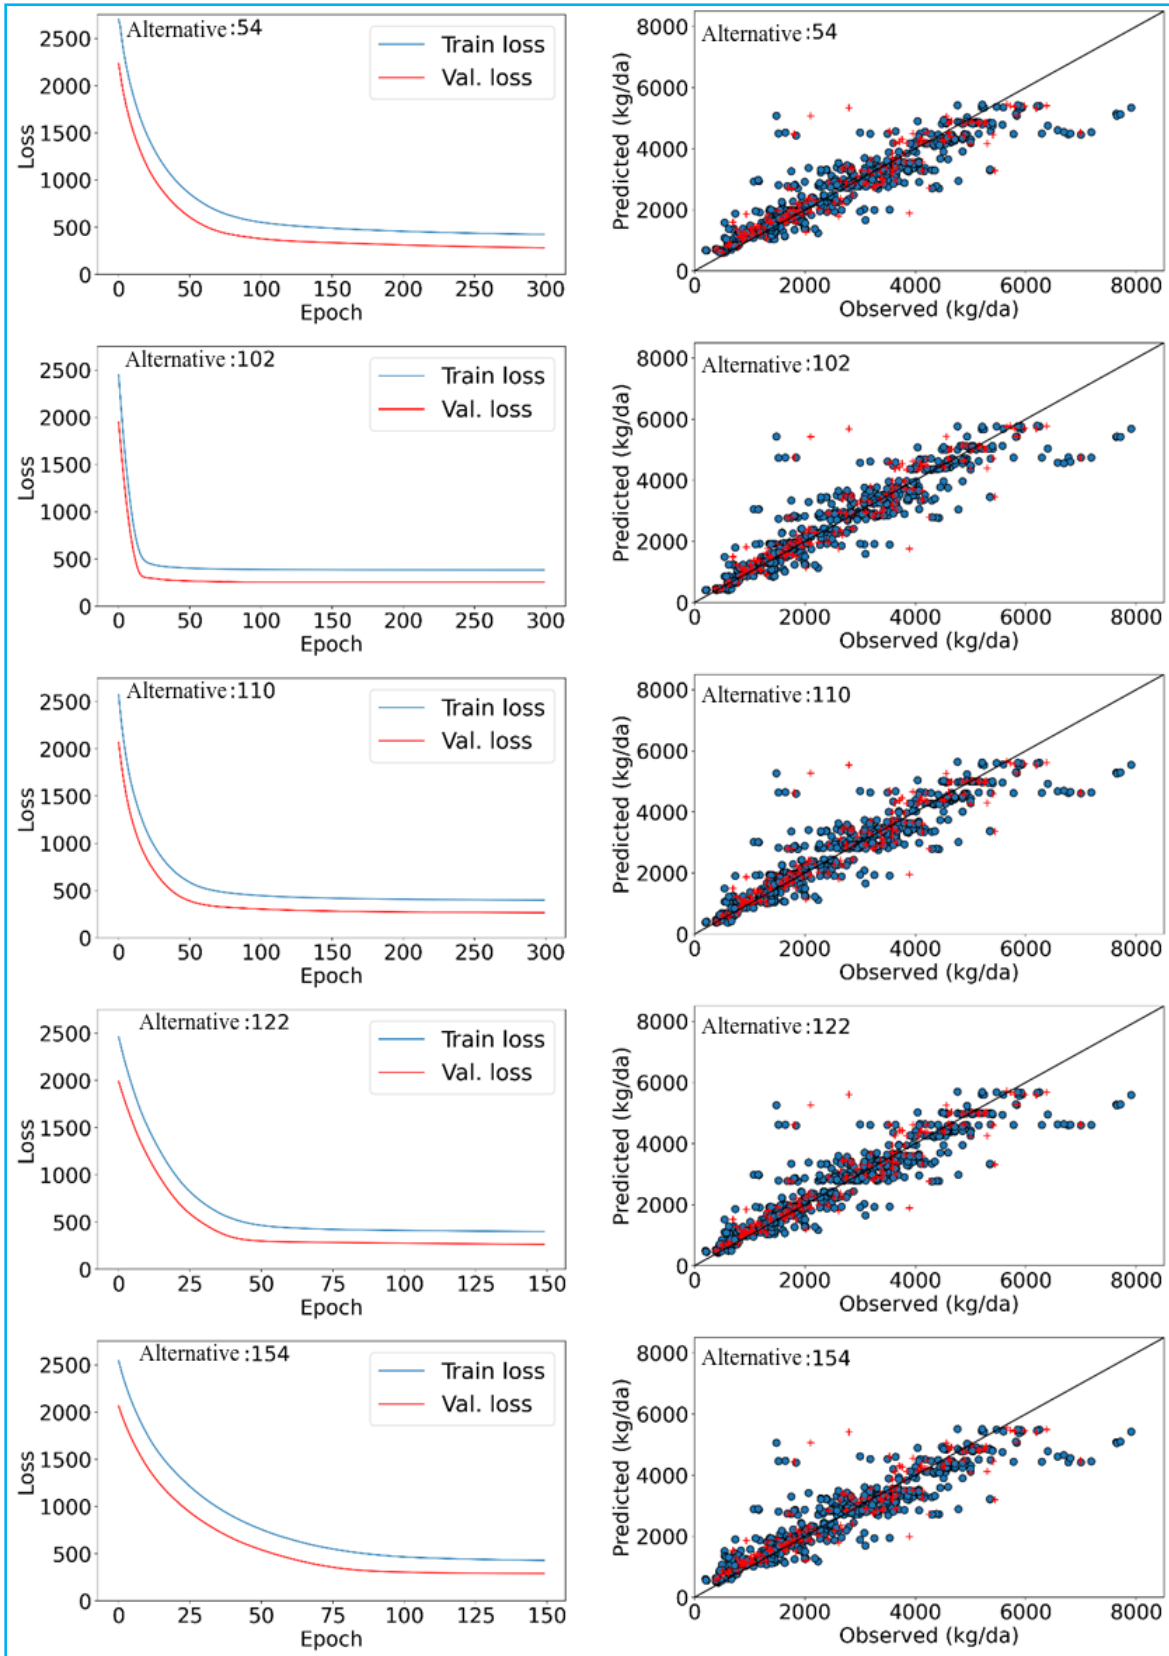 Alternative :54
Train loss
Val. loss
2500
2000
1500
1000
500
0
Loss
0 50 100 150 200 250 300
Epoch
Alternative :54
8000
6000
4000
2000
0
Predicted (kg/da)
0 2000 4000 6000 8000
Observed (kg/da)
Alternative :102
Train loss
Val. loss
2500
2000
1500
1000
500
0
Loss
0 50 100 150 200 250 300
Epoch
Alternative :102
8000
6000
4000
2000
0
Predicted (kg/da)
0 2000 4000 6000 8000
Observed (kg/da)
Alternative :110
Train loss
Val. loss
2500
2000
1500
1000
500
0
Loss
0 50 100 150 200 250 300
Epoch
Alternative :110
8000
6000
4000
2000
0
Predicted (kg/da)
0 2000 4000 6000 8000
Observed (kg/da)
Alternative :122
Train loss
Val. loss
2500
2000
1500
1000
500
0
Loss
0 25 50 75 100 125 150
Epoch
Alternative :122
8000
6000
4000
2000
0
Predicted (kg/da)
0 2000 4000 6000 8000
Observed (kg/da)
Alternative :154
Train loss
Val. loss
2500
2000
1500
1000
500
0
Loss
0 25 50 75 100 125 150
Epoch
Alternative :154
8000
6000
4000
2000
0
Predicted (kg/da)
0 2000 4000 6000 8000
Observed (kg/da)